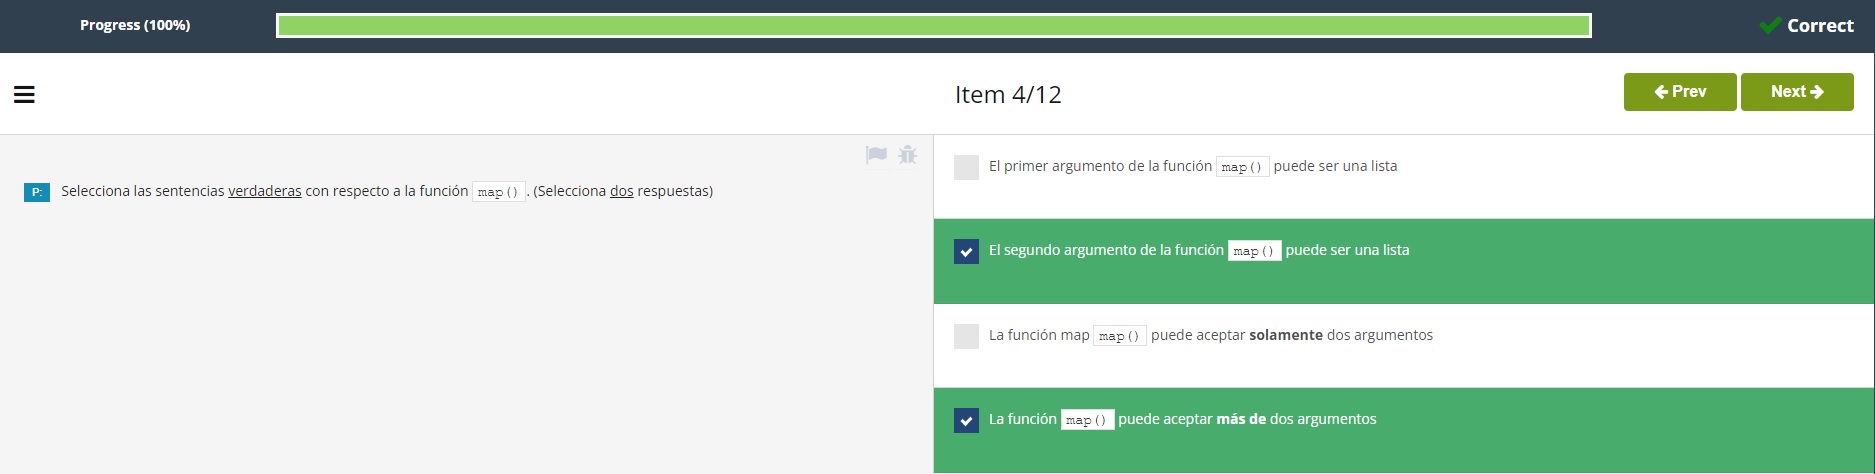 Progress (100%)
Correct
Item 4/12
Prev
Next
P: Selecciona las sentencias verdaderas con respecto a la función map(). (Selecciona dos respuestas)
El primer argumento de la función map() puede ser una lista
El segundo argumento de la función map() puede ser una lista
La función map map() puede aceptar solamente dos argumentos
La función map() puede aceptar más de dos argumentos